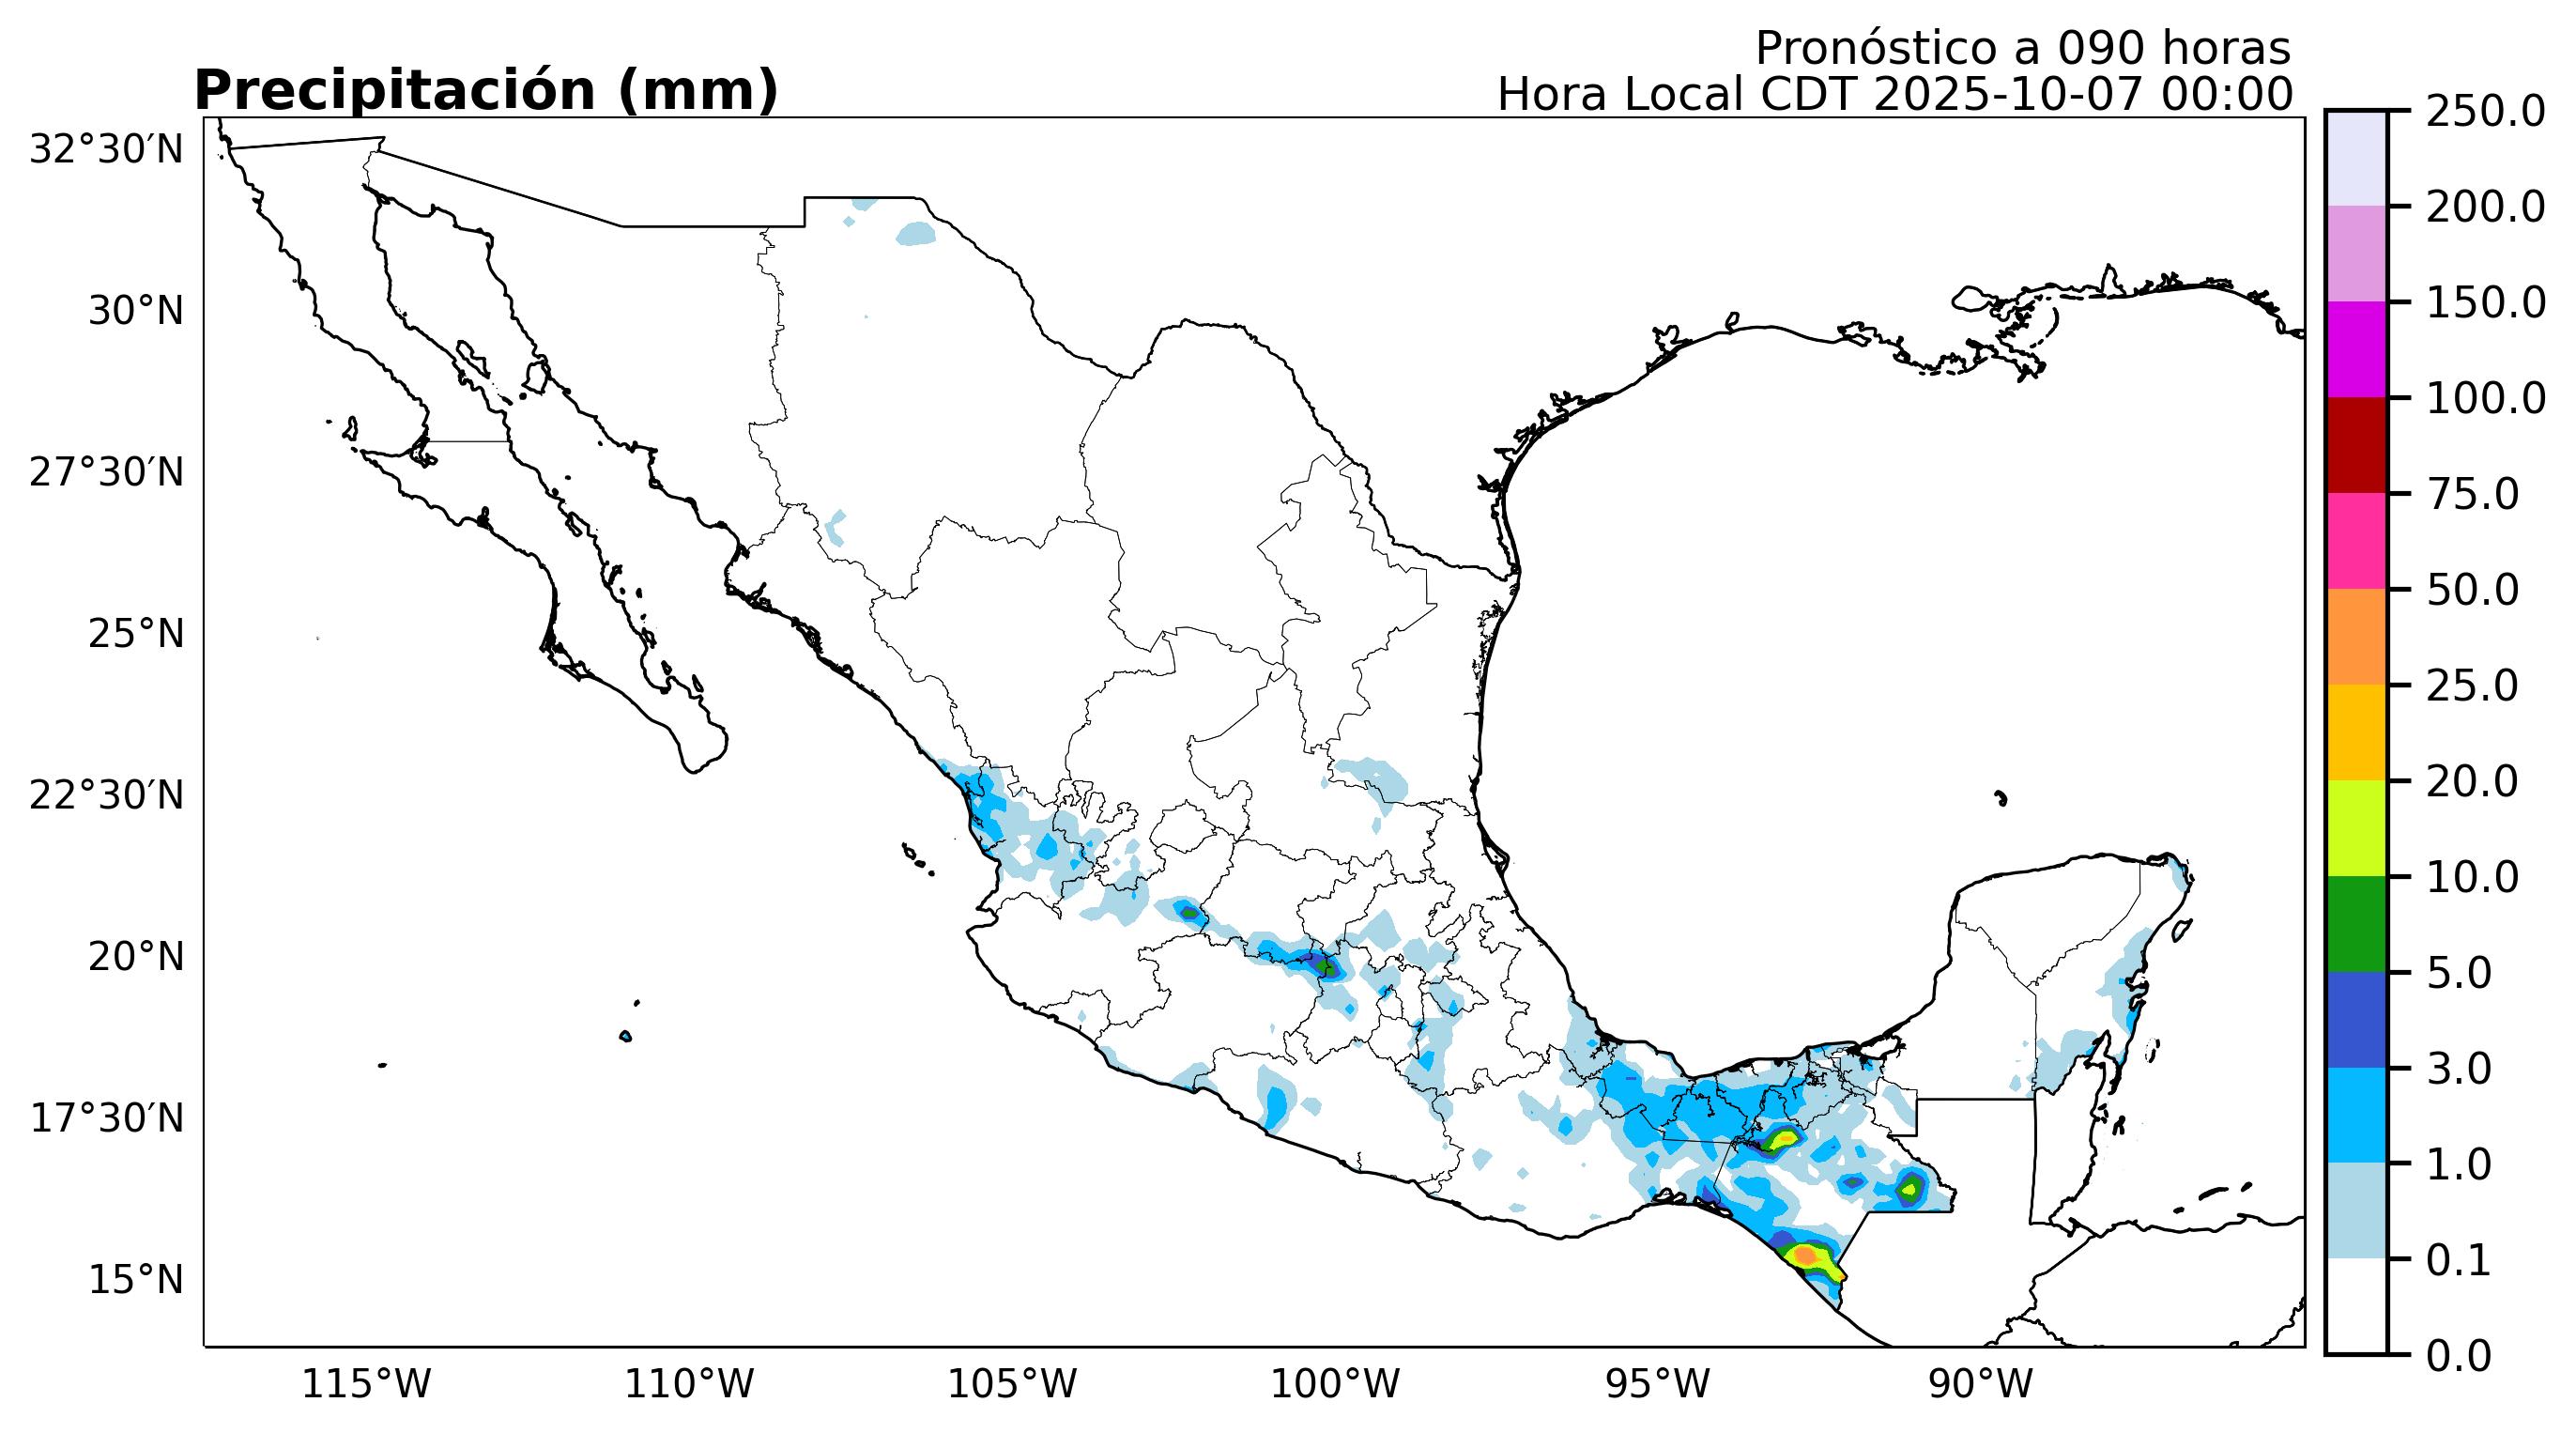 Pronóstico a 090 horas
Precipitación (mm)
Hora Local CDT 2025-10-07 00:00
32°30′N
30°N
27°30′N
25°N
22°30′N
20°N
17°30′N
15°N
115°W
110°W
105°W
100°W
95°W
90°W
250.0
200.0
150.0
100.0
75.0
50.0
25.0
20.0
10.0
5.0
3.0
1.0
0.1
0.0